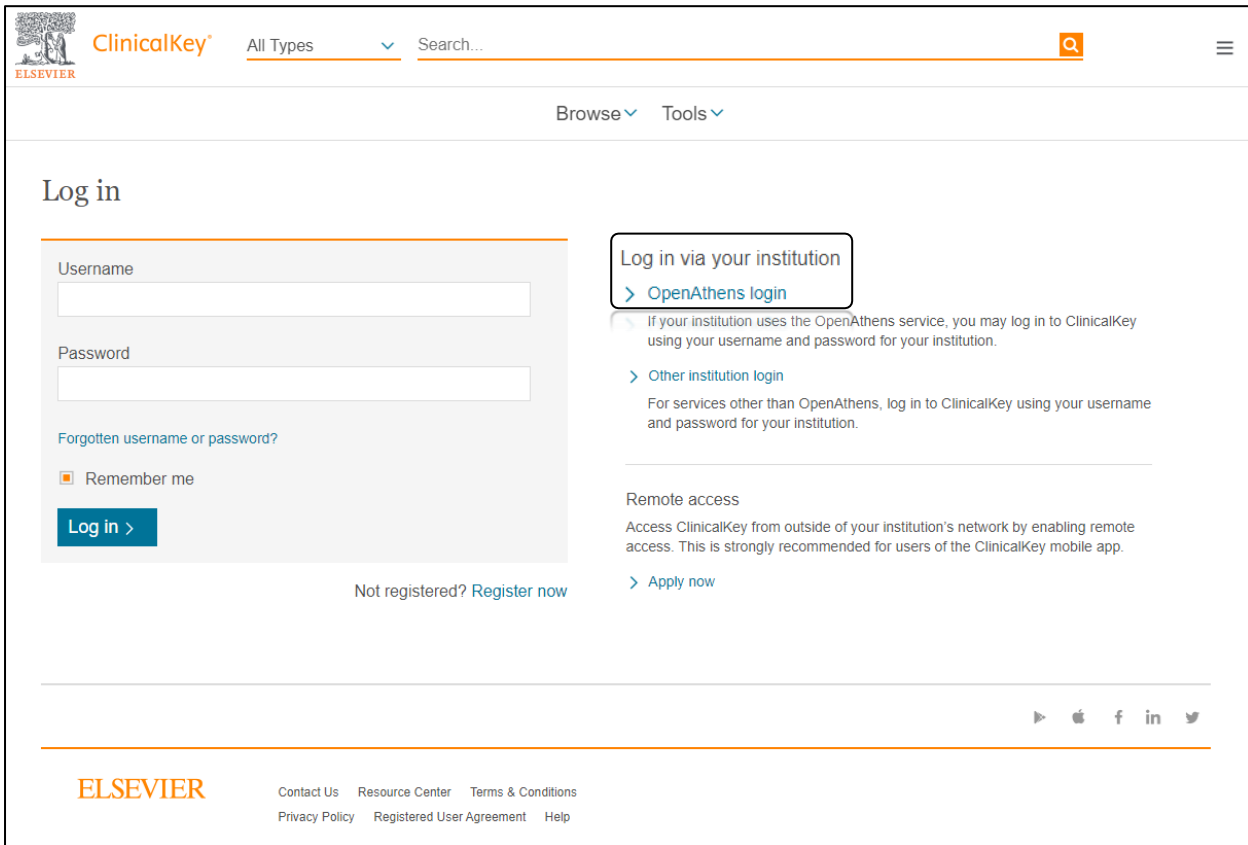 ELSEVIER
ClinicalKey®
All Types
Search...
Browse
Tools
Log in
Username
Password
Forgotten username or password?
Remember me
Log in >
Not registered? Register now
Log in via your institution
> OpenAthens login
If your institution uses the OpenAthens service, you may log in to ClinicalKey
using your username and password for your institution.
> Other institution login
For services other than OpenAthens, log in to ClinicalKey using your username
and password for your institution.
Remote access
Access ClinicalKey from outside of your institution's network by enabling remote
access. This is strongly recommended for users of the ClinicalKey mobile app.
> Apply now
f in
ELSEVIER
Contact Us Resource Center Terms & Conditions
Privacy Policy Registered User Agreement Help